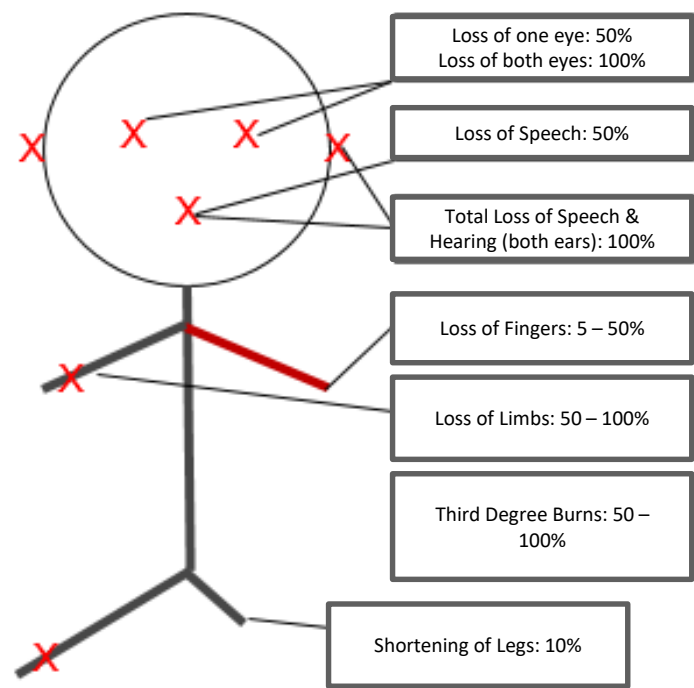 Loss of one eye: 50%
Loss of both eyes: 100%
Loss of Speech: 50%
Total Loss of Speech &
Hearing (both ears): 100%
Loss of Fingers: 5 – 50%
Loss of Limbs: 50 – 100%
Third Degree Burns: 50 –
100%
Shortening of Legs: 10%